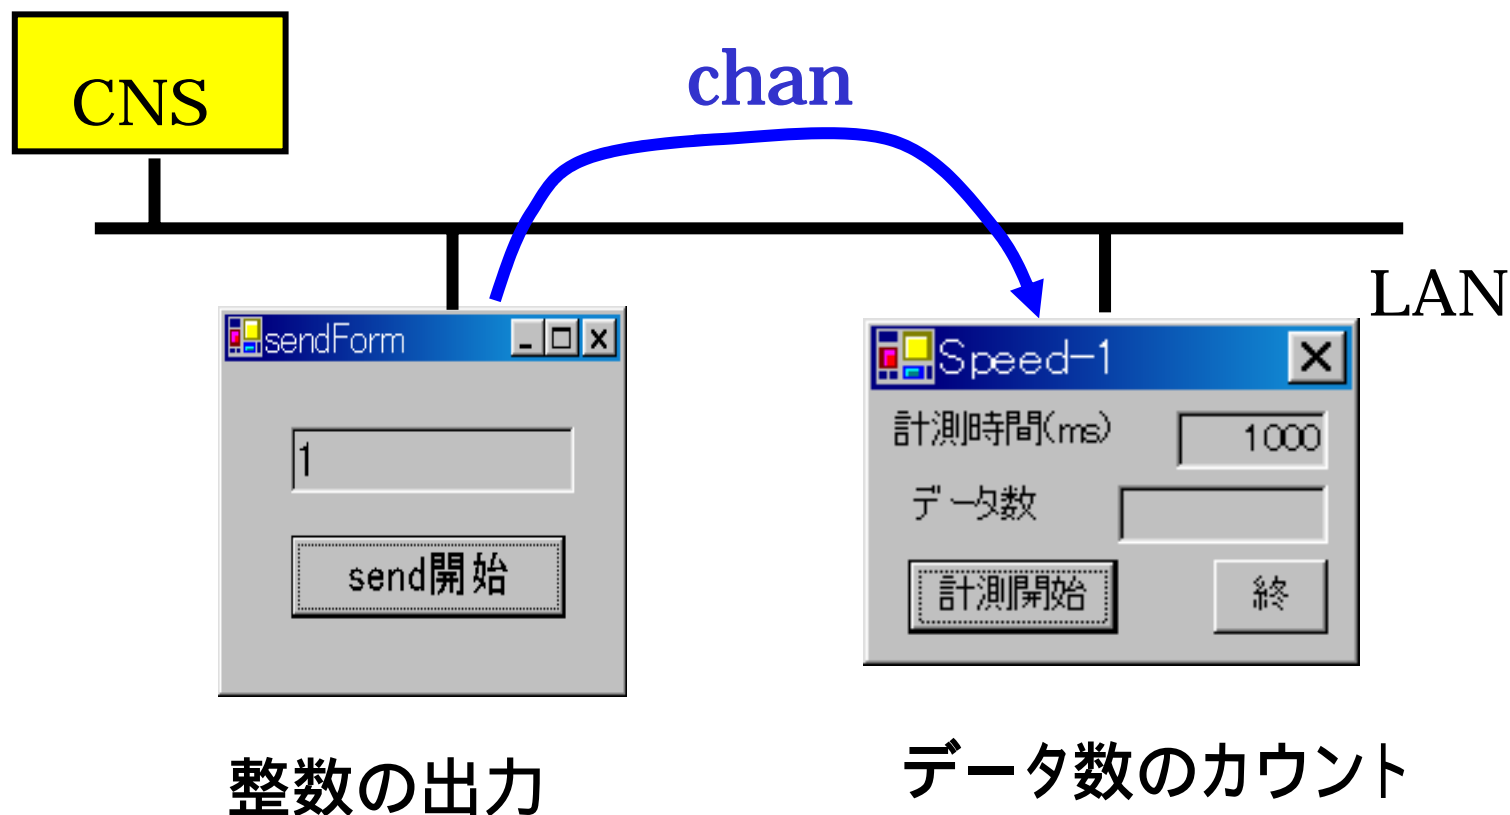 CNS
chan
LAN
sendForm
1
send開始
整数の出力
Speed-1
計測時間(ms)
1000
データ数
計測開始
終
データ数のカウント